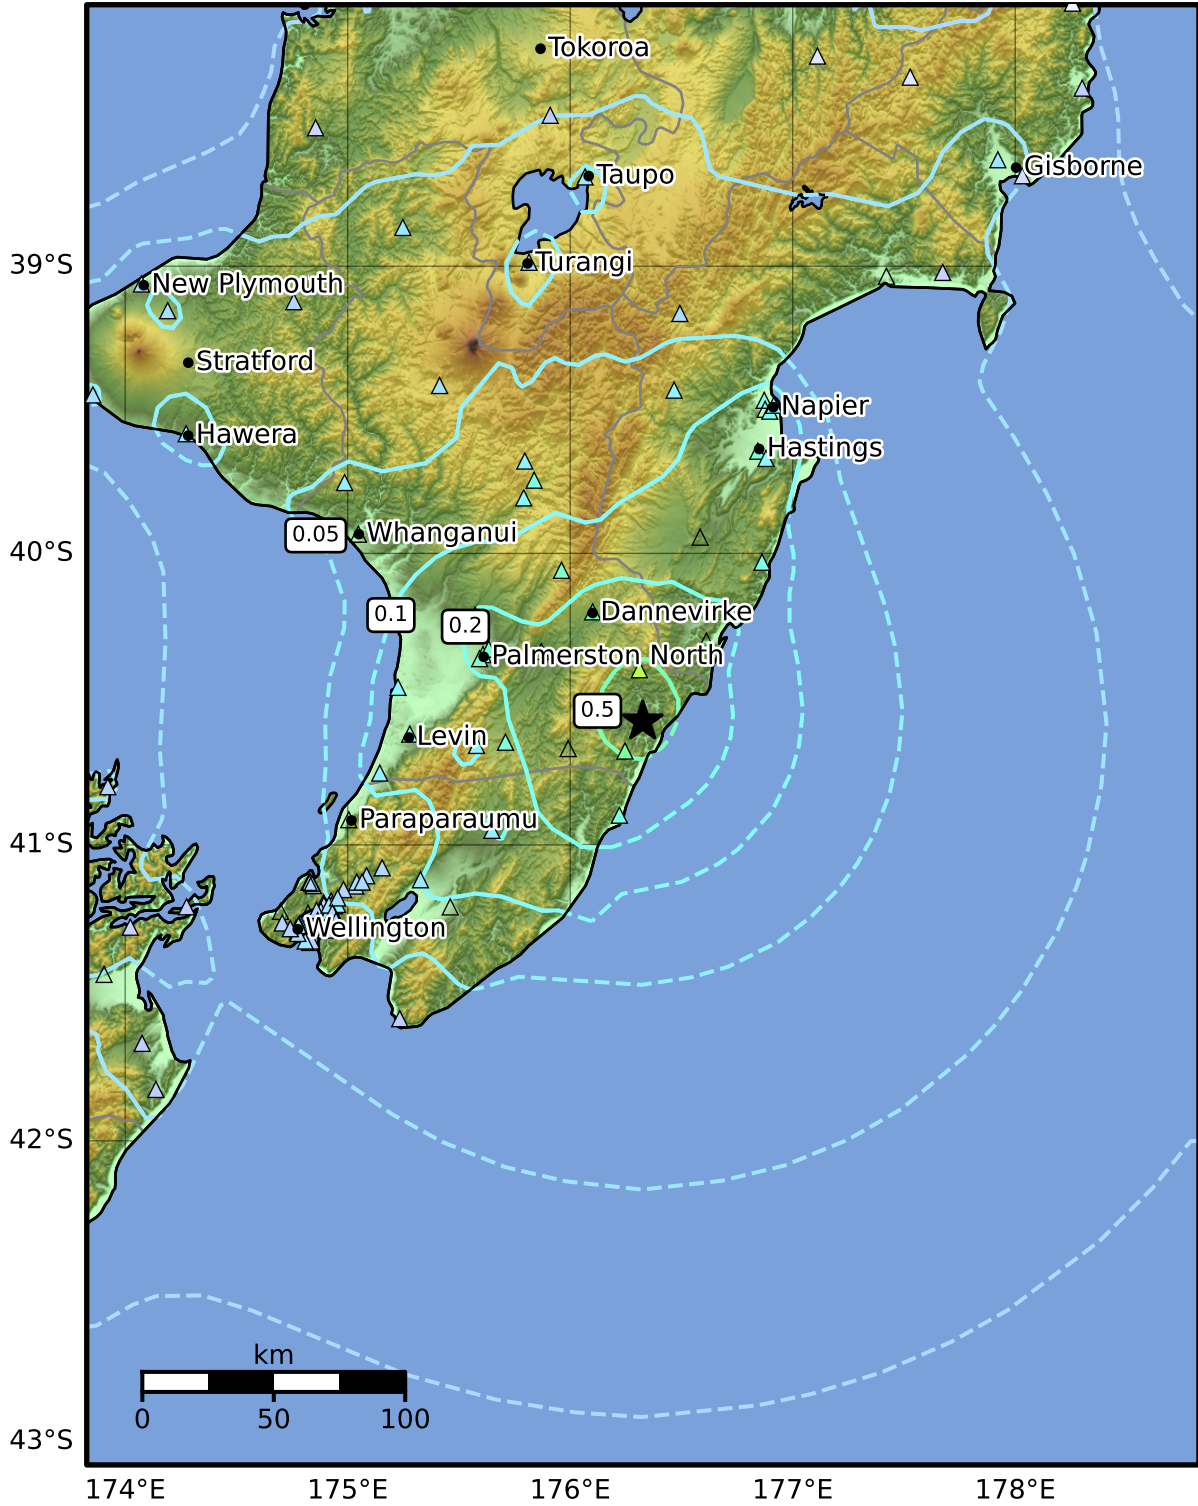 Tokoroa
Gisborne
Taupo
39°S
Turangi
New Plymouth
Stratford
Napier
Hawera
Hastings
0.05
Whanganui
40°S
0.1
0.2
Dannevirke
Palmerston North
0.5
Levin
Paraparaumu
41°S
Wellington
42°S
km
0 50 100
43°S
174°E 175°E 176°E 177°E 178°E